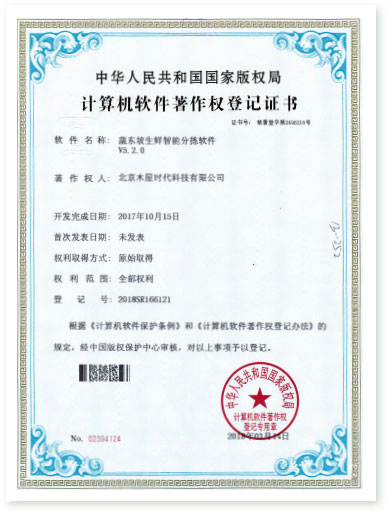 中华人民共和国国家版权局
计算机软件著作权登记证书
证书号： 软著登字第2495216号
软件名称： 蔬东坡生鲜智能分拣软件
V5.2.0
著作权人： 北京木屋时代科技有限公司
开发完成日期： 2017年10月15日
首次发表日期： 未发表
权利取得方式： 原始取得
权利范围： 全部权利
登记号： 2018SR166121
根据《计算机软件保护条例》和《计算机软件著作权登记办法》的
规定，经中国版权保护中心审核，对以上事项予以登记。
中华人民共和国国家版权局
计算机软件著作权
登记专用章
No. 02394124
2018年03月14日